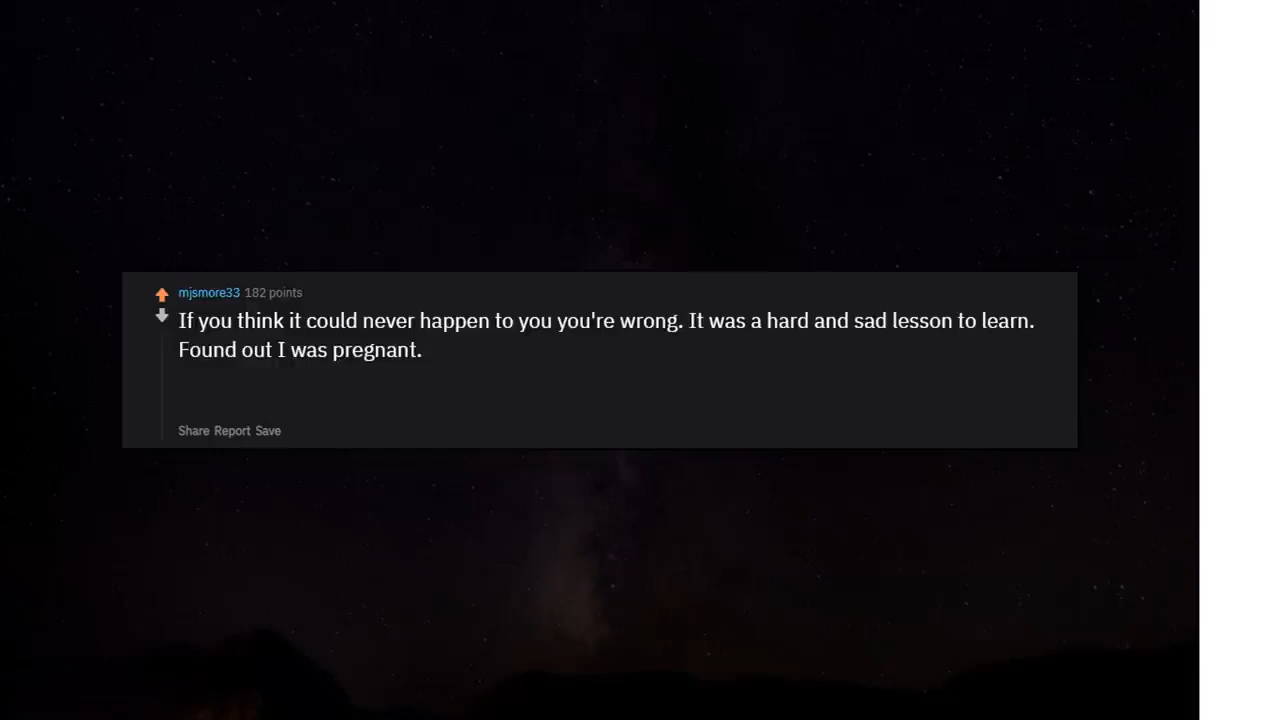 mjsmore33 182 points
If you think it could never happen to you you're wrong. It was a hard and sad lesson to learn.
Found out I was pregnant.
Share Report Save